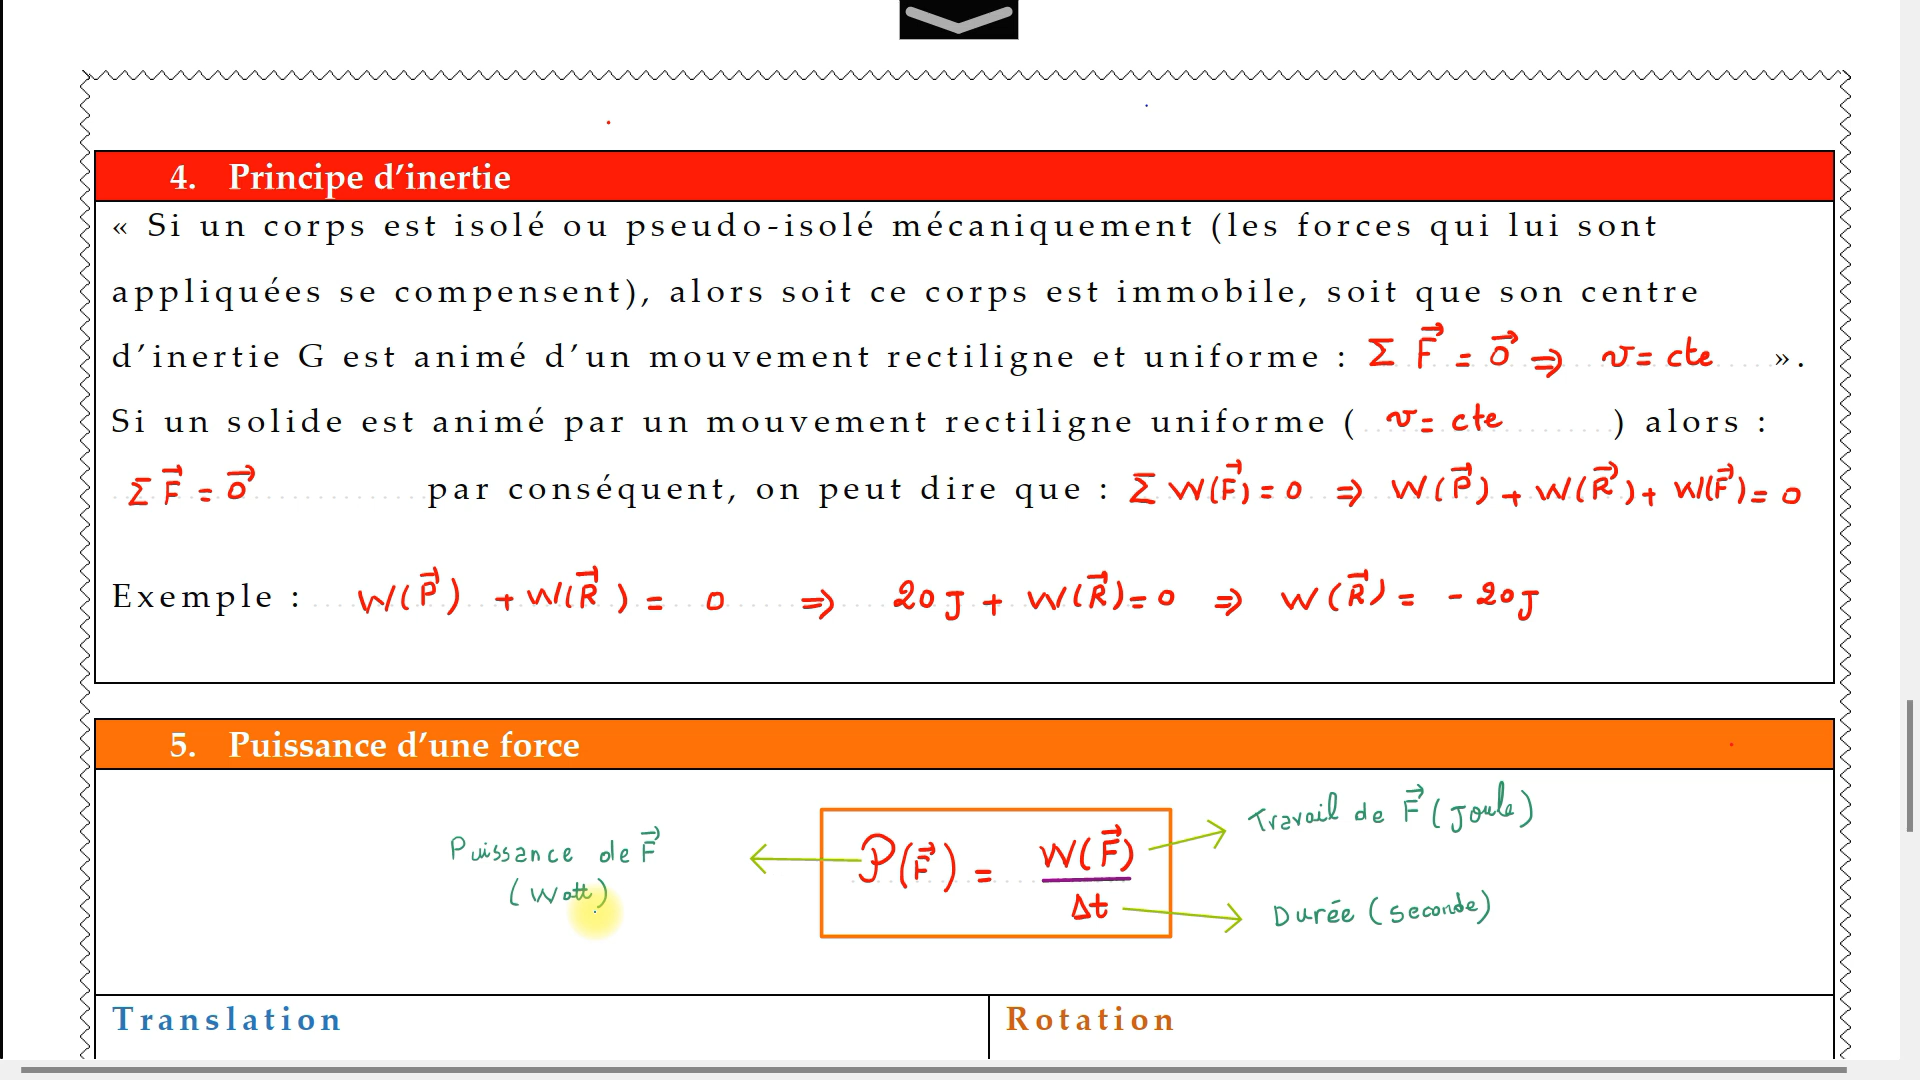 4. Principe d'inertie
« Si un corps est isolé ou pseudo-isolé mécaniquement (les forces qui lui sont
appliquées se compensent), alors soit ce corps est immobile, soit que son centre
d'inertie G est animé d'un mouvement rectiligne et uniforme : Σ F⃗ = 0⃗ ⇒ v = cte ».
Si un solide est animé par un mouvement rectiligne uniforme ( v = cte ) alors :
Σ F⃗ = 0⃗ par conséquent, on peut dire que : Σ W(F⃗) = 0 ⇒ W(P⃗) + W(R⃗) + W(F⃗) = 0
Exemple : W(P⃗) + W(R⃗) = 0 ⇒ 20 J + W(R⃗) = 0 ⇒ W(R⃗) = - 20 J
5. Puissance d'une force
Puissance de F⃗
(Watt)
P(F⃗) = W(F⃗) / Δt
Travail de F⃗ (Joule)
Durée (seconde)
Translation
Rotation